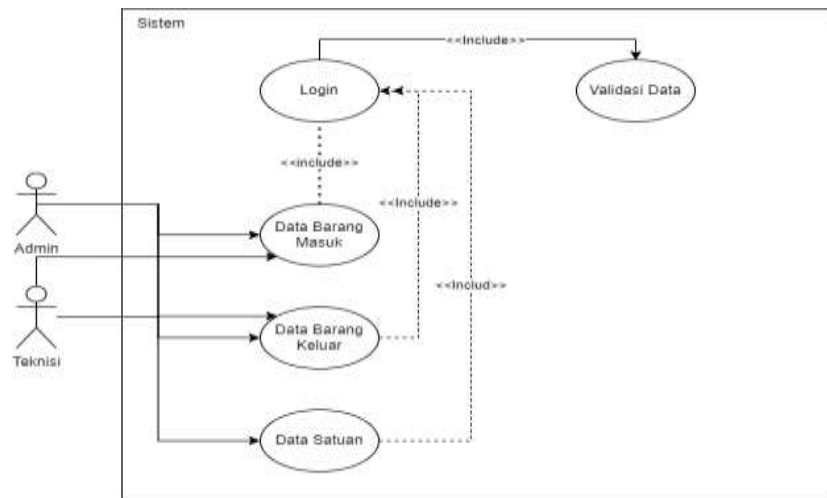 Sistem
<<Include>>
Login
Validasi Data
<<include>>
Admin
Data Barang
Masuk
<<Include>>
<<Includ>>
Teknisi
Data Barang
Keluar
Data Satuan